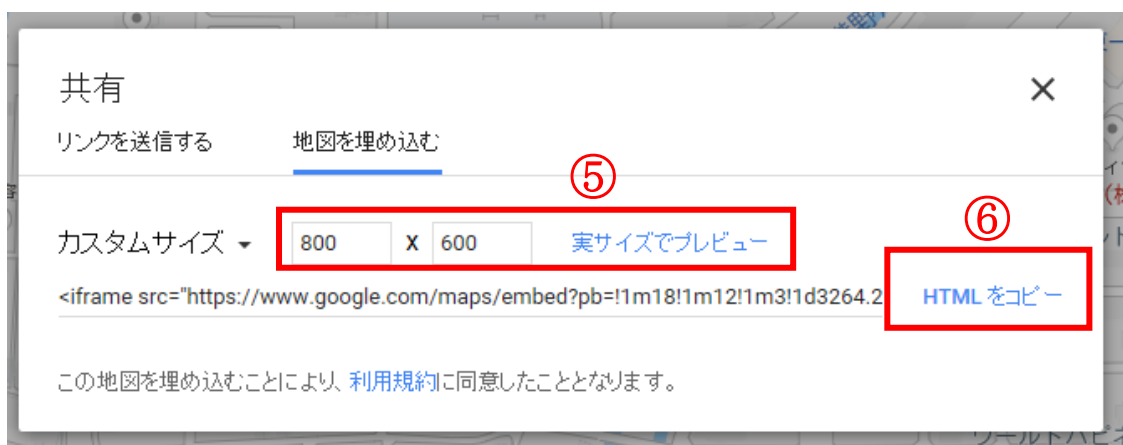 共有
リンクを送信する 地図を埋め込む
⑤
⑥
カスタムサイズ 800 X 600 実サイズでプレビュー
<iframe src="https://www.google.com/maps/embed?pb=!1m18!1m12!1m3!1d3264.2 HTML をコピー
この地図を埋め込むことにより、利用規約に同意したこととなります。